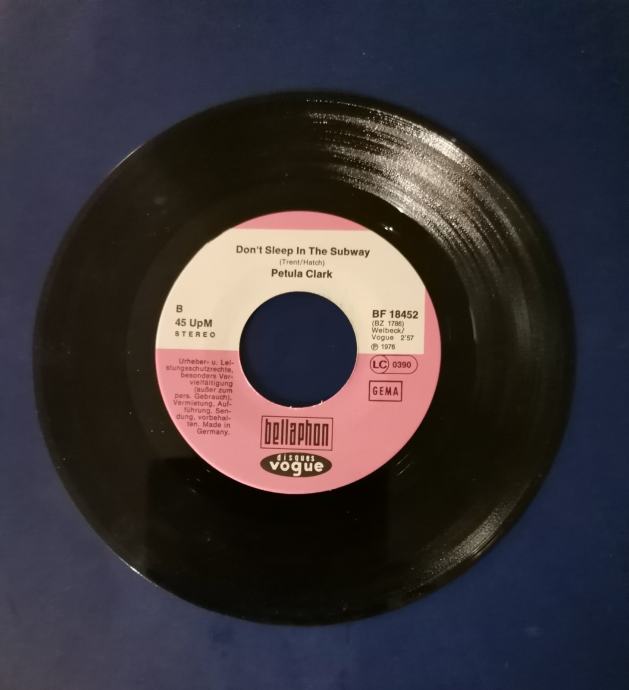 Don't Sleep In The Subway
(Trent/Hatch)
Petula Clark
B
45 UpM
STEREO
BF 18452
(BZ 1786)
Welbeck/
Vogue 2'57
Ⓟ 1976
LC 0390
GEMA
Urheber- u. Lei-
stungsschutzrechte,
besonders Ver-
vielfältigung
(außer zum
pers. Gebrauch),
Vermietung, Auf-
führung, Sen-
dung, vorbehal-
ten. Made in
Germany.
bellaphon
disques
vogue